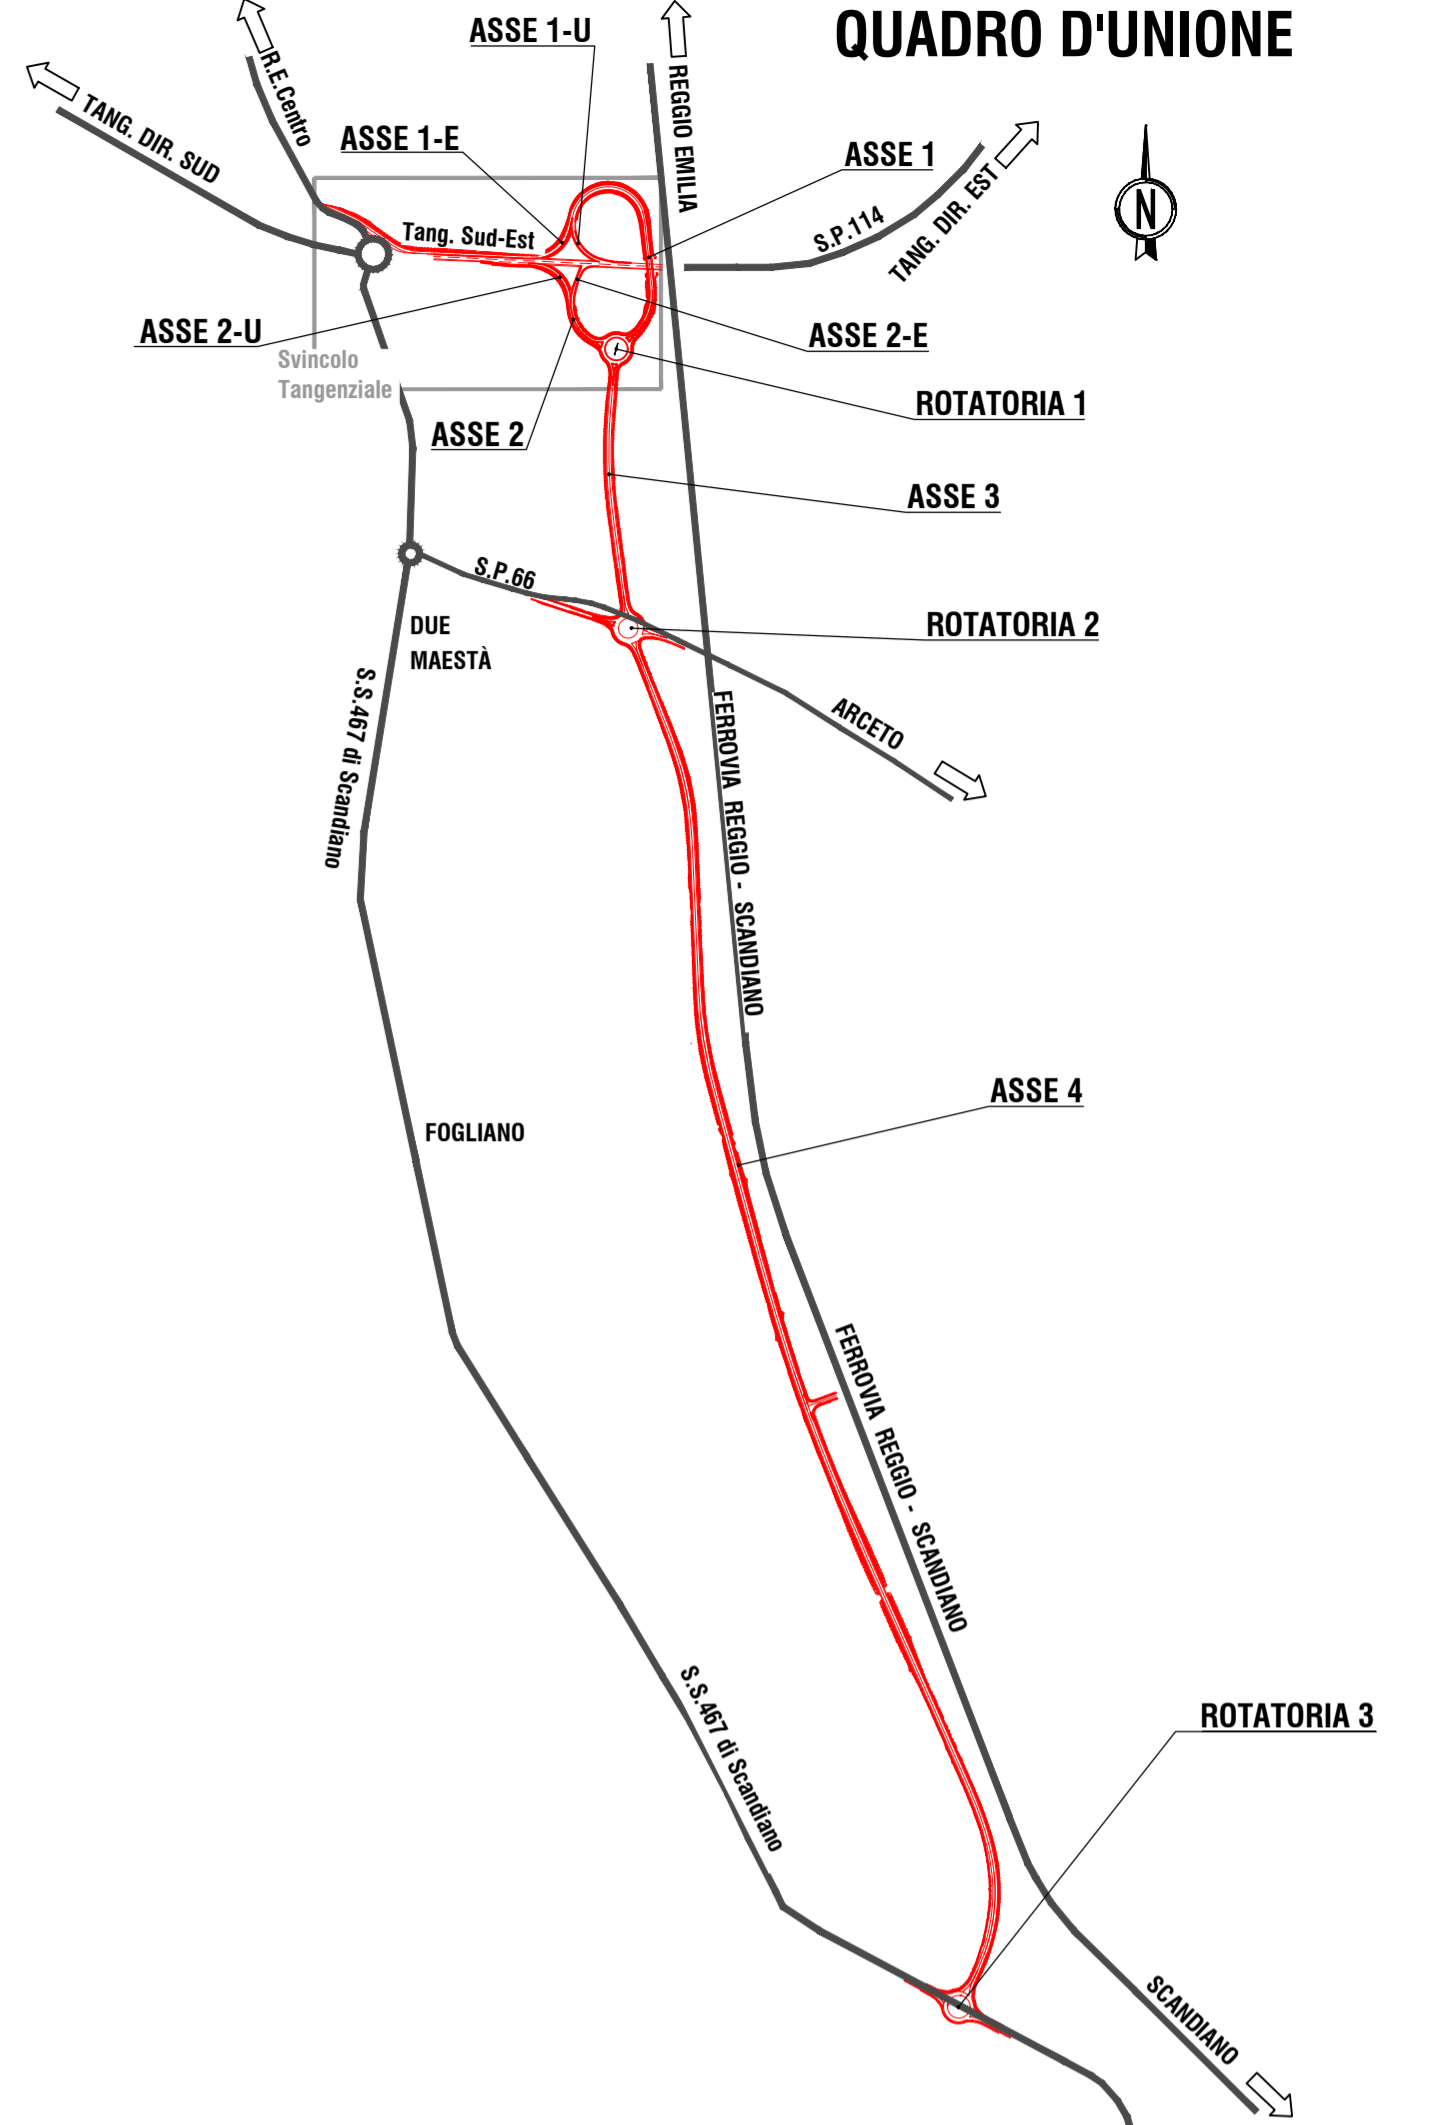 QUADRO D'UNIONE
ASSE 1-U
R.E.Centro
TANG. DIR. SUD
REGGIO EMILIA
ASSE 1-E
ASSE 1
TANG. DIR. EST
S.P.114
N
Tang. Sud-Est
ASSE 2-U
ASSE 2-E
Svincolo
Tangenziale
ROTATORIA 1
ASSE 2
ASSE 3
S.P.66
DUE
MAESTÀ
ROTATORIA 2
S.S.467 di Scandiano
ARCETO
FERROVIA REGGIO - SCANDIANO
ASSE 4
FOGLIANO
FERROVIA REGGIO - SCANDIANO
S.S.467 di Scandiano
ROTATORIA 3
SCANDIANO